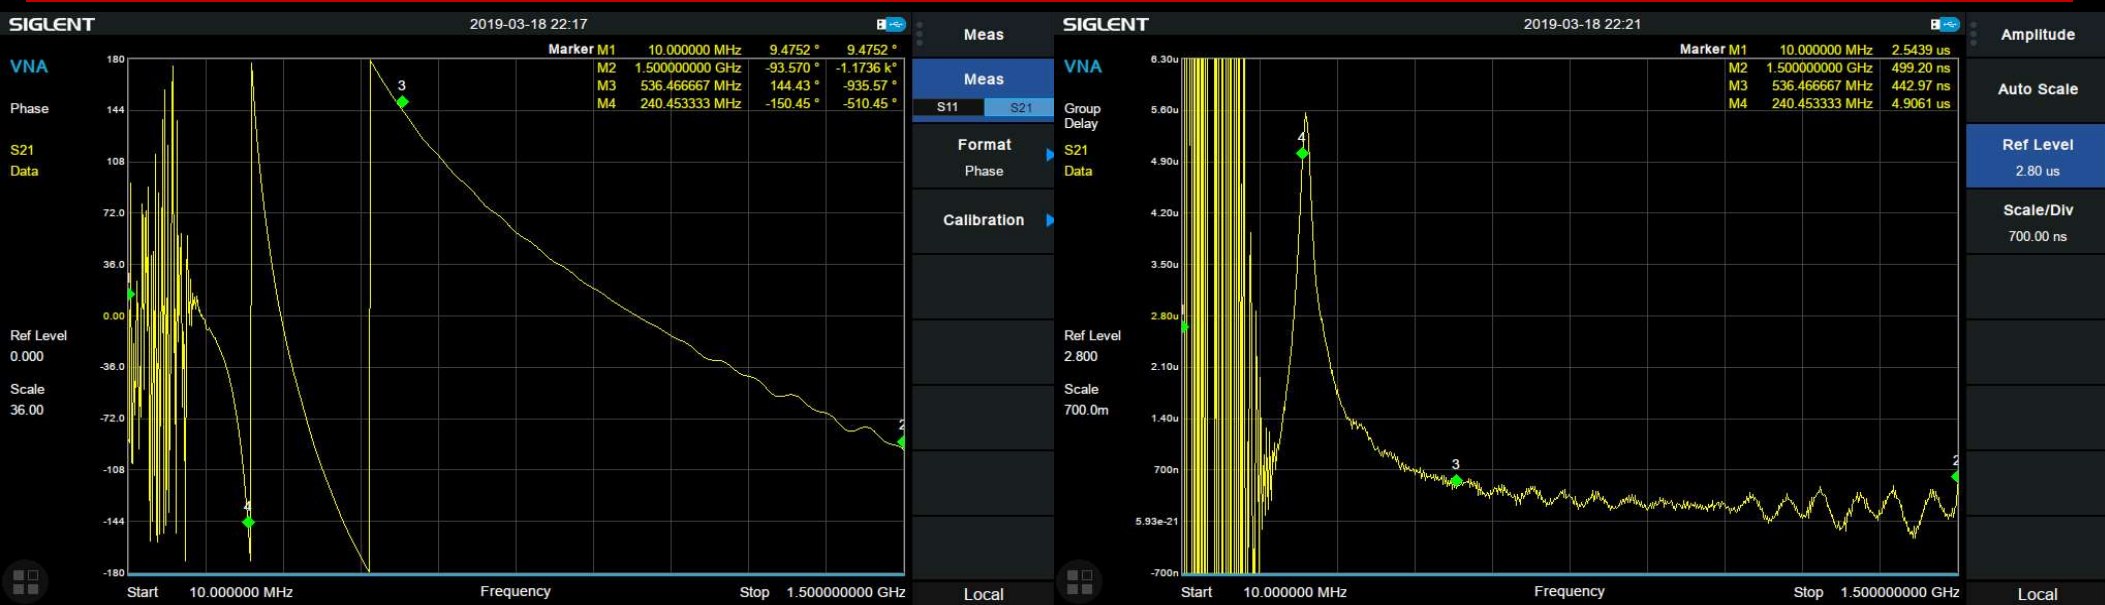 SIGLENT
2019-03-18 22:17
VNA
Phase
S21
Data
Ref Level
0.000
Scale
36.00
Marker M1 10.000000 MHz 9.4752 ° 9.4752 °
M2 1.500000000 GHz -93.570 ° -1.1736 k°
M3 536.466667 MHz 144.43 ° -935.57 °
M4 240.453333 MHz -150.45 ° -510.45 °
180
144
108
72.0
36.0
0.00
-36.0
-72.0
-108
-144
-180
3
4
2
Start 10.000000 MHz Frequency Stop 1.500000000 GHz
Meas
Meas
S11 S21
Format
Phase
Calibration
Local
SIGLENT
2019-03-18 22:21
VNA
Group
Delay
S21
Data
Ref Level
2.800
Scale
700.0m
Marker M1 10.000000 MHz 2.5439 us
M2 1.500000000 GHz 499.20 ns
M3 536.466667 MHz 442.97 ns
M4 240.453333 MHz 4.9061 us
6.30u
5.60u
4.90u
4.20u
3.50u
2.80u
2.10u
1.40u
700n
5.93e-21
-700n
4
3
2
Start 10.000000 MHz Frequency Stop 1.500000000 GHz
Amplitude
Auto Scale
Ref Level
2.80 us
Scale/Div
700.00 ns
Local